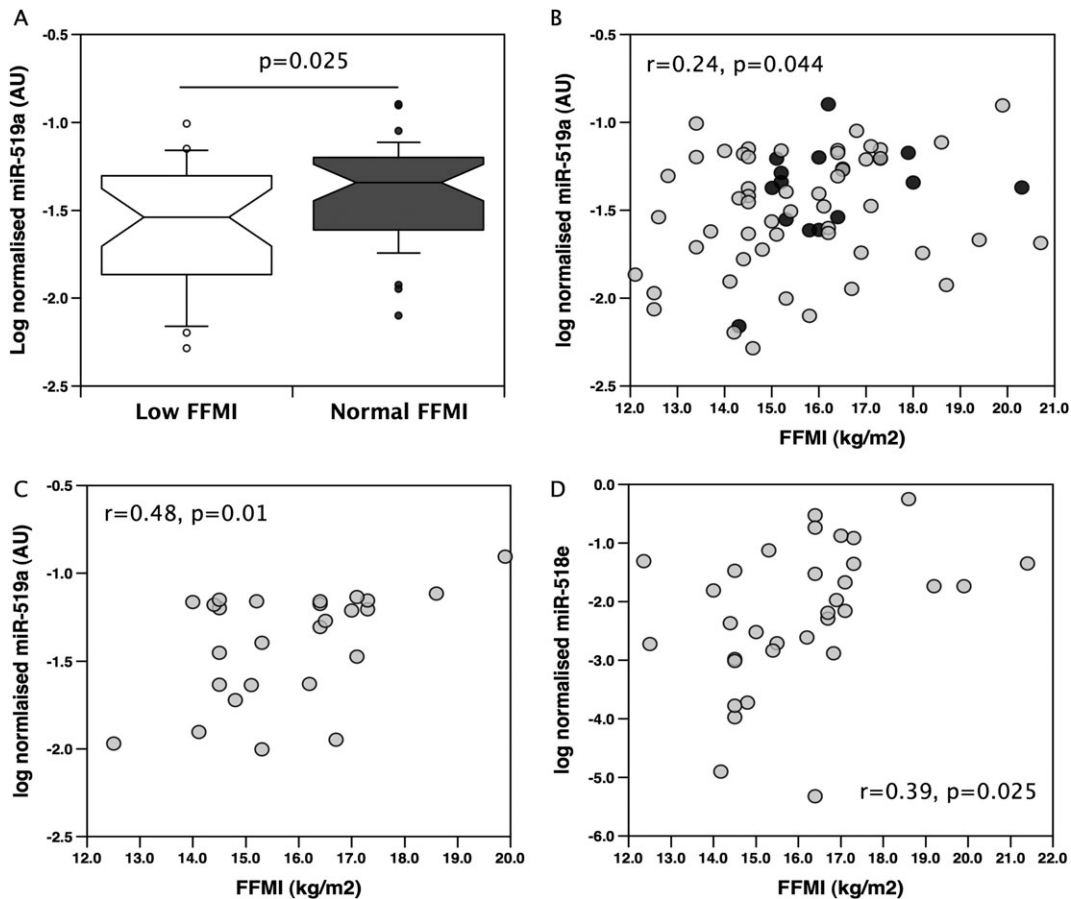 A
Log normalised miR-519a (AU)
-0.5
-1.0
-1.5
-2.0
-2.5
p=0.025
Low FFMI
Normal FFMI
B
log normalised miR-519a (AU)
-0.5
-1.0
-1.5
-2.0
-2.5
r=0.24, p=0.044
12.0 13.0 14.0 15.0 16.0 17.0 18.0 19.0 20.0 21.0
FFMI (kg/m2)
C
log normlaised miR-519a (AU)
-0.5
-1.0
-1.5
-2.0
-2.5
r=0.48, p=0.01
12.0 13.0 14.0 15.0 16.0 17.0 18.0 19.0 20.0
FFMI (kg/m2)
D
log normalised miR-518e
0.0
-1.0
-2.0
-3.0
-4.0
-5.0
-6.0
r=0.39, p=0.025
12.0 13.0 14.0 15.0 16.0 17.0 18.0 19.0 20.0 21.0 22.0
FFMI (kg/m2)